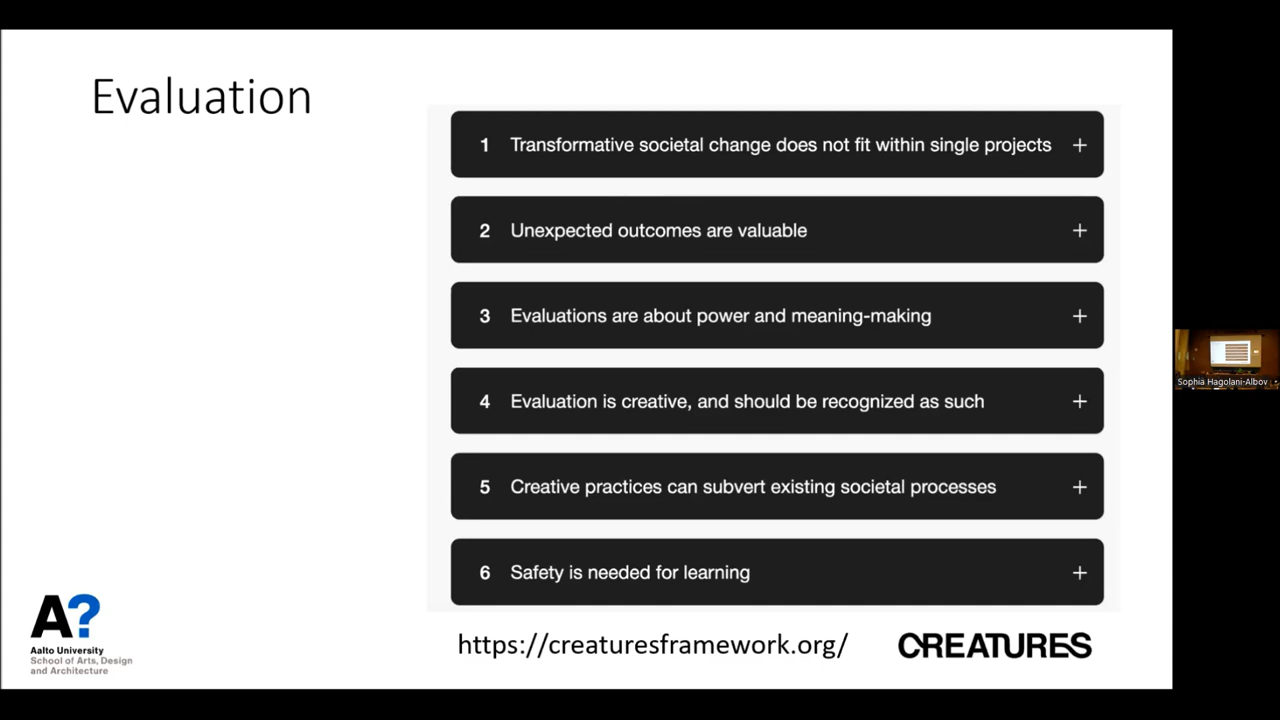 Evaluation
1 Transformative societal change does not fit within single projects +
2 Unexpected outcomes are valuable +
3 Evaluations are about power and meaning-making +
4 Evaluation is creative, and should be recognized as such +
5 Creative practices can subvert existing societal processes +
6 Safety is needed for learning +
Sophia Hagolani-Albov
A?
Aalto University
School of Arts, Design
and Architecture
https://creaturesframework.org/
CREATURES